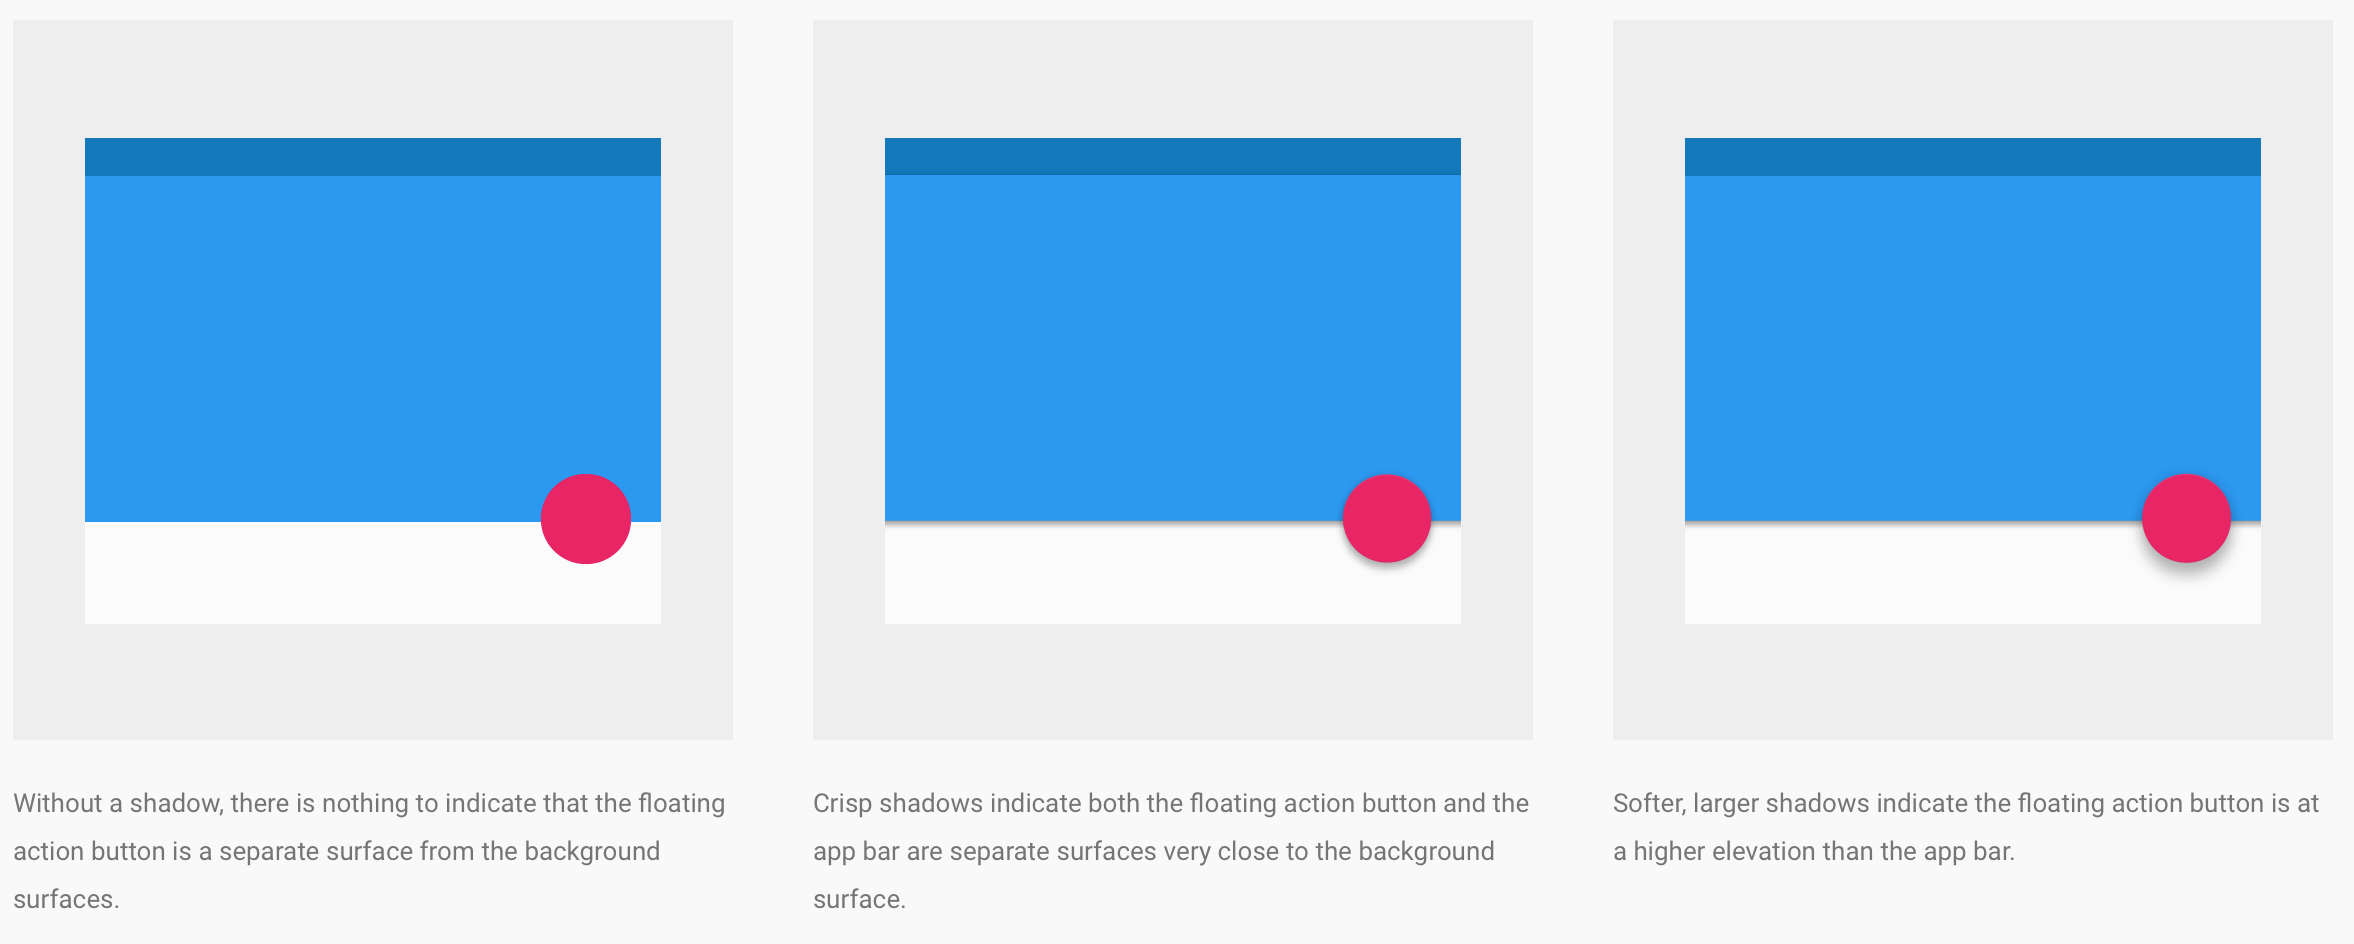 Without a shadow, there is nothing to indicate that the floating
action button is a separate surface from the background
surfaces.
Crisp shadows indicate both the floating action button and the
app bar are separate surfaces very close to the background
surface.
Softer, larger shadows indicate the floating action button is at
a higher elevation than the app bar.